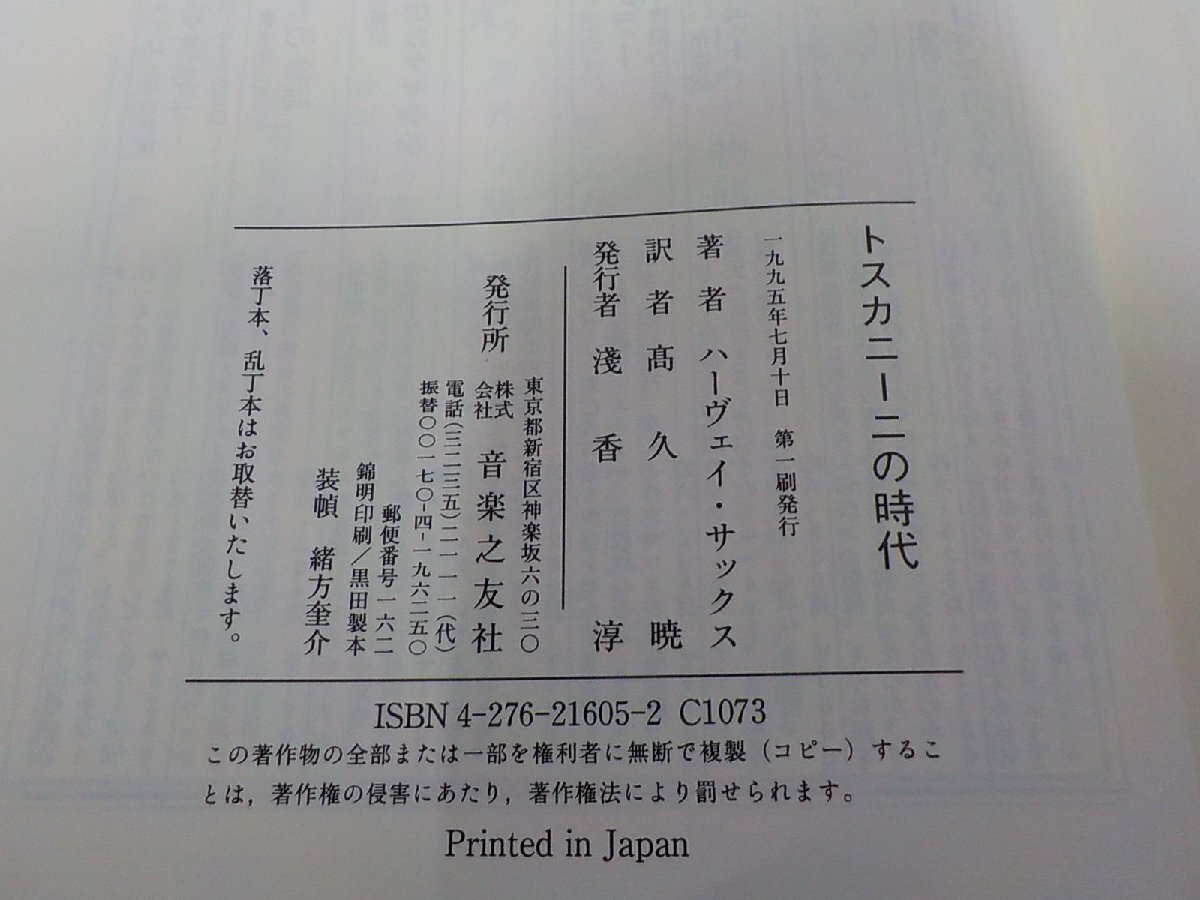 トスカニーニの時代
一九九五年七月十日　第一刷発行
著者　ハーヴェイ・サックス
訳者　髙久　暁
発行者　淺香　淳
東京都新宿区神楽坂六の三〇
発行所　株式会社　音楽之友社
電話（三二三五）二一一一（代）
振替〇〇一七〇-四-一九六二五〇
郵便番号一六二
錦明印刷／黒田製本
装幀　緒方奎介
落丁本、乱丁本はお取替いたします。
ISBN 4-276-21605-2 C1073
この著作物の全部または一部を権利者に無断で複製（コピー）するこ
とは，著作権の侵害にあたり，著作権法により罰せられます。
Printed in Japan